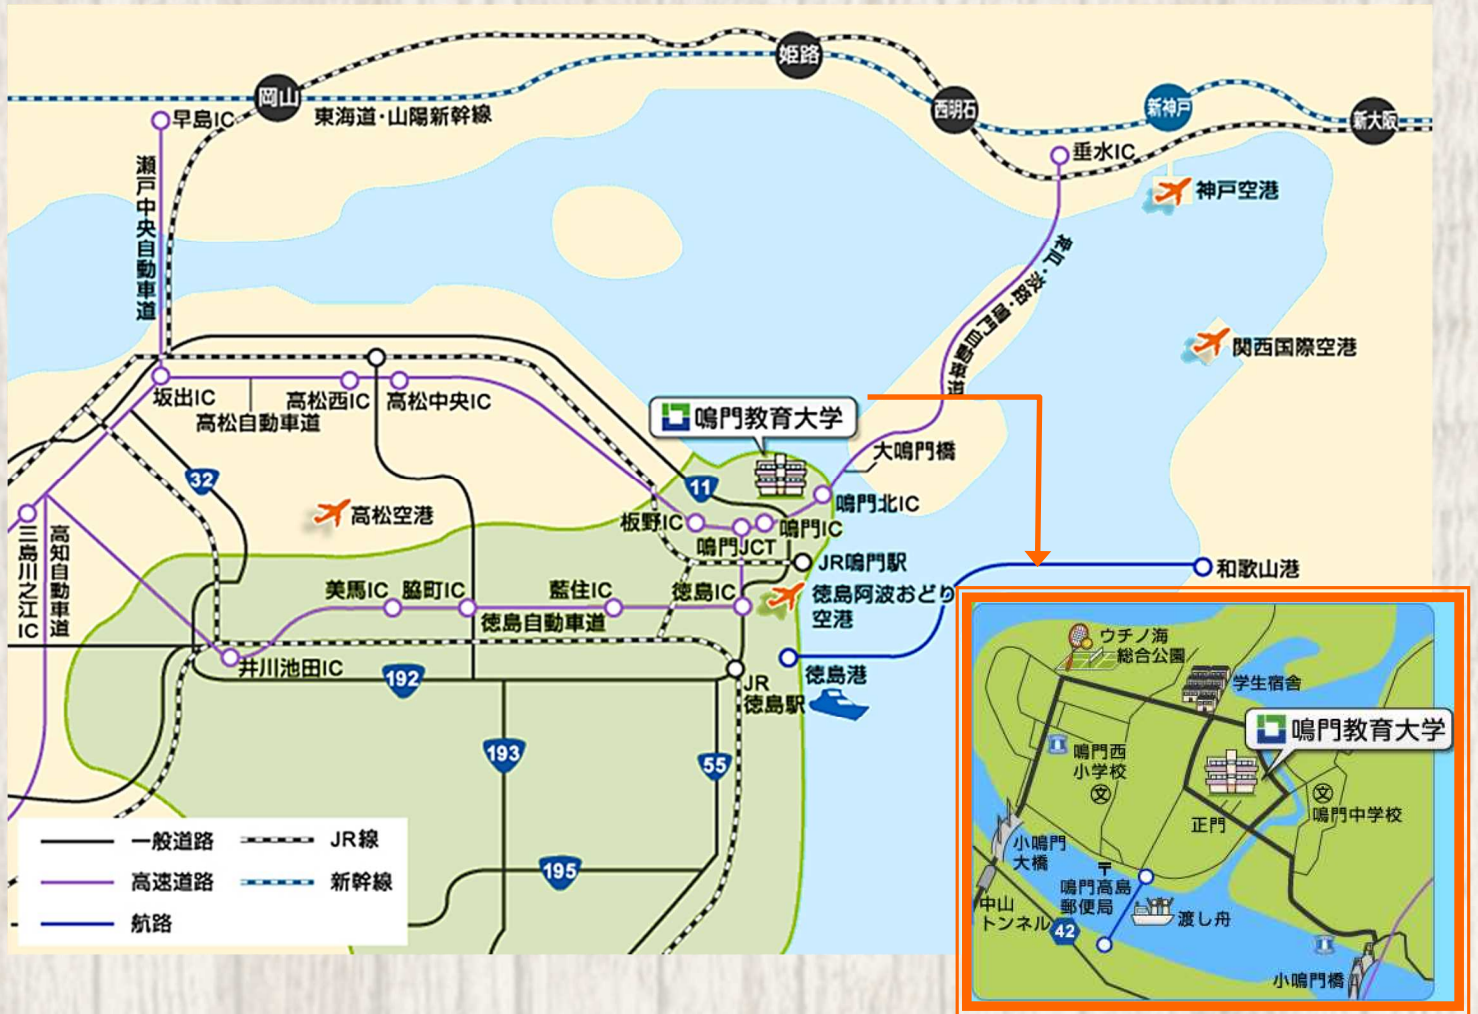 姫路
岡山
西明石
新神戸
新大阪
早島IC
東海道・山陽新幹線
垂水IC
瀬戸中央自動車道
神戸空港
神戸・淡路・鳴門自動車道
関西国際空港
坂出IC
高松自動車道
高松西IC
高松中央IC
鳴門教育大学
大鳴門橋
32
11
高松空港
鳴門北IC
板野IC
鳴門IC
鳴門JCT
三島川之江IC
高知自動車道
JR鳴門駅
和歌山港
美馬IC
脇町IC
藍住IC
徳島IC
徳島阿波おどり
空港
徳島自動車道
井川池田IC
192
徳島港
JR
徳島駅
193
55
195
一般道路
JR線
高速道路
新幹線
航路
ウチノ海
総合公園
学生宿舎
鳴門教育大学
鳴門西
小学校
文
文
鳴門中学校
正門
小鳴門
大橋
〒
鳴門高島
郵便局
渡し舟
中山
トンネル
42
小鳴門橋